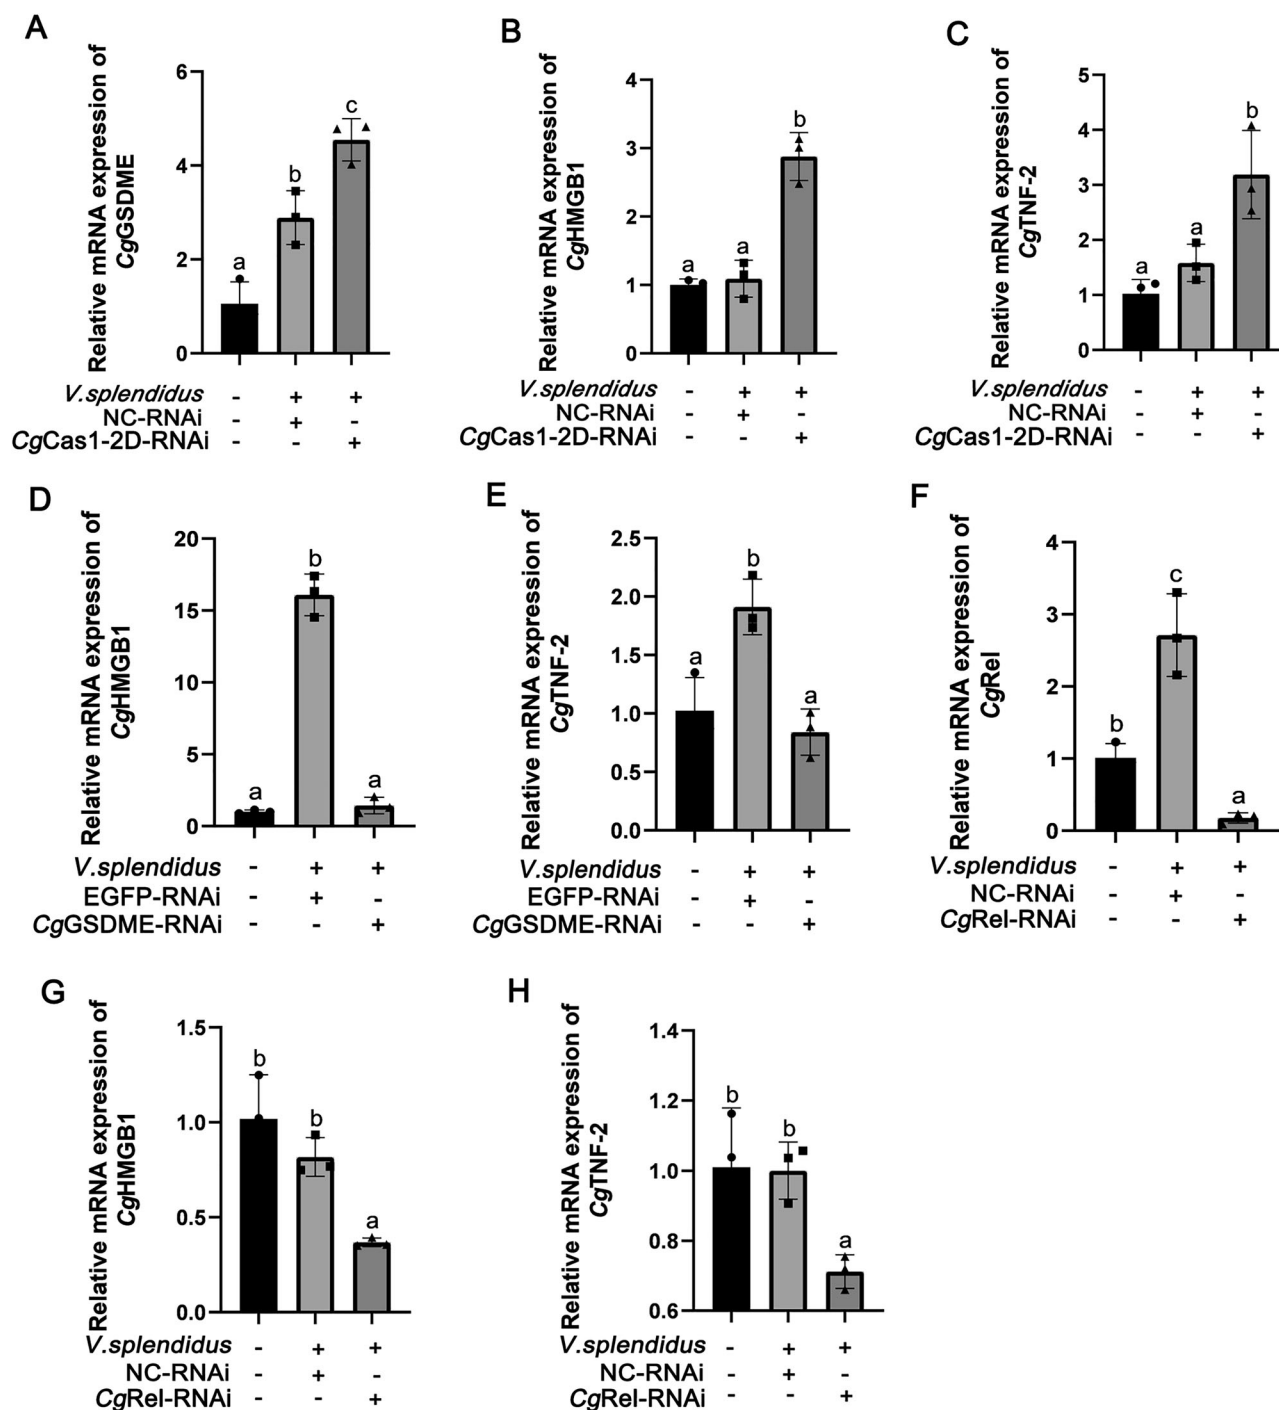 A
Relative mRNA expression of
CgGSDME
6
4
2
0
a
b
c
V.splendidus - + +
NC-RNAi - + -
CgCas1-2D-RNAi - - +
B
Relative mRNA expression of
CgHMGB1
4
3
2
1
0
a
a
b
V.splendidus - + +
NC-RNAi - + -
CgCas1-2D-RNAi - - +
C
Relative mRNA expression of
CgTNF-2
5
4
3
2
1
0
a
a
b
V.splendidus - + +
NC-RNAi - + -
CgCas1-2D-RNAi - - +
D
Relative mRNA expression of
CgHMGB1
20
15
10
5
0
a
b
a
V.splendidus - + +
EGFP-RNAi - + -
CgGSDME-RNAi - - +
E
Relative mRNA expression of
CgTNF-2
2.5
2.0
1.5
1.0
0.5
0.0
a
b
a
V.splendidus - + +
EGFP-RNAi - + -
CgGSDME-RNAi - - +
F
Relative mRNA expression of
CgRel
4
3
2
1
0
b
c
a
V.splendidus - + +
NC-RNAi - + -
CgRel-RNAi - - +
G
Relative mRNA expression of
CgHMGB1
1.5
1.0
0.5
0.0
b
b
a
V.splendidus - + +
NC-RNAi - + -
CgRel-RNAi - - +
H
Relative mRNA expression of
CgTNF-2
1.4
1.2
1.0
0.8
0.6
b
b
a
V.splendidus - + +
NC-RNAi - + -
CgRel-RNAi - - +